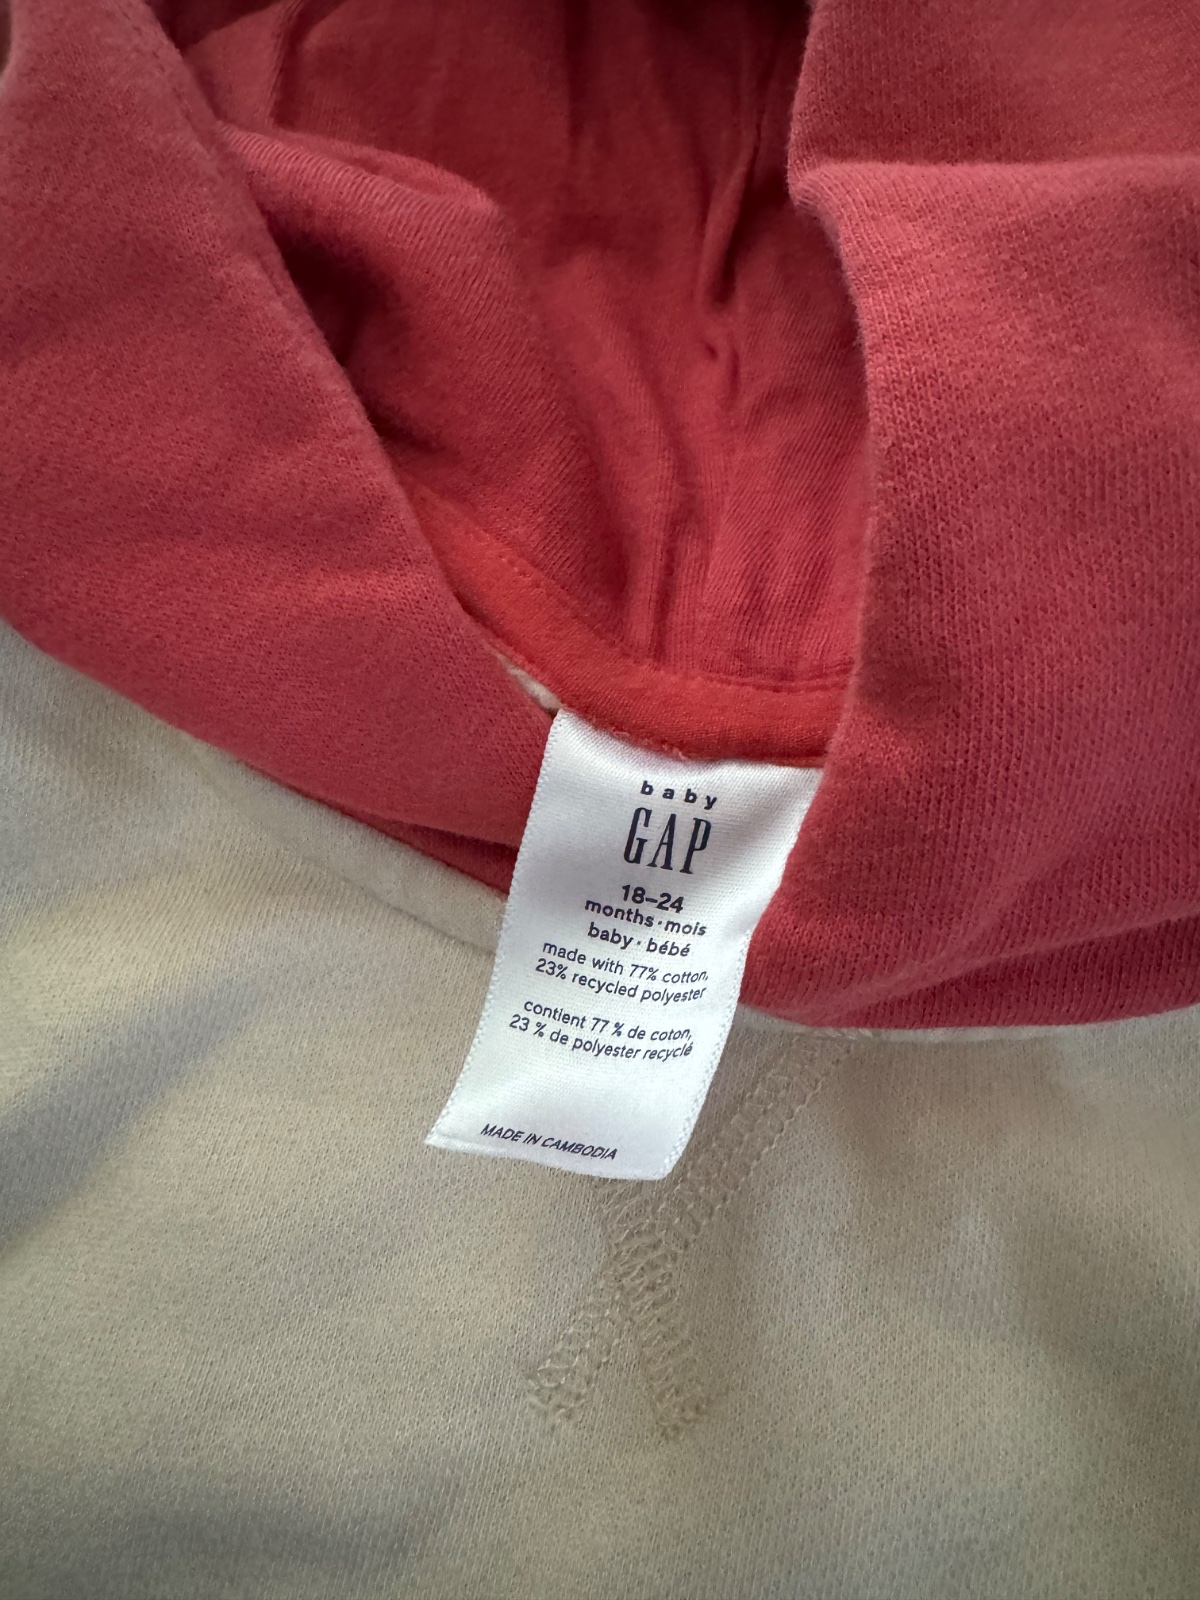 baby
GAP
18–24
months·mois
baby·bébé
made with 77% cotton,
23% recycled polyester
contient 77 % de coton,
23 % de polyester recyclé
MADE IN CAMBODIA